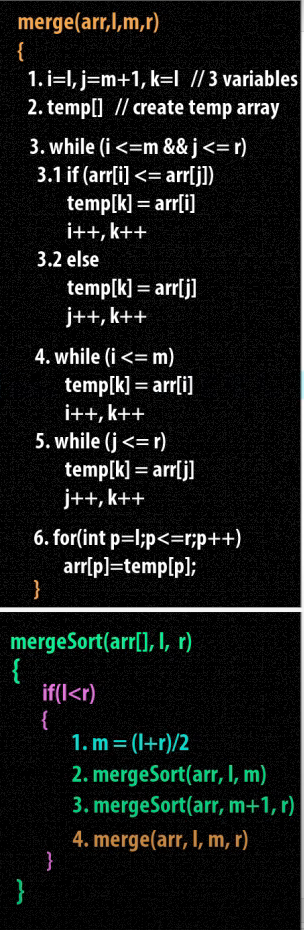 merge(arr,l,m,r)
{
1. i=l, j=m+1, k=l // 3 variables
2. temp[] // create temp array
3. while (i <=m && j <= r)
3.1 if (arr[i] <= arr[j])
temp[k] = arr[i]
i++, k++
3.2 else
temp[k] = arr[j]
j++, k++
4. while (i <= m)
temp[k] = arr[i]
i++, k++
5. while (j <= r)
temp[k] = arr[j]
j++, k++
6. for(int p=l;p<=r;p++)
arr[p]=temp[p];
}
mergeSort(arr[], l, r)
{
if(l<r)
{
1. m = (l+r)/2
2. mergeSort(arr, l, m)
3. mergeSort(arr, m+1, r)
4. merge(arr, l, m, r)
}
}